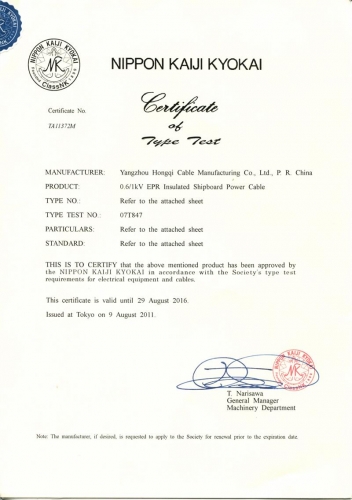 NIPPON KAIJI KYOKAI
ClassNK
NIPPON KAIJI KYOKAI
Certificate No.
TA11372M
Certificate
of
Type Test
MANUFACTURER: Yangzhou Hongqi Cable Manufacturing Co., Ltd., P. R. China
PRODUCT: 0.6/1kV EPR Insulated Shipboard Power Cable
TYPE NO.: Refer to the attached sheet
TYPE TEST NO.: 07T847
PARTICULARS: Refer to the attached sheet
STANDARD: Refer to the attached sheet
THIS IS TO CERTIFY that the above mentioned product has been approved by
the NIPPON KAIJI KYOKAI in accordance with the Society's type test
requirements for electrical equipment and cables.
This certificate is valid until 29 August 2016.
Issued at Tokyo on 9 August 2011.
NIPPON KAIJI KYOKAI
T. Narisawa
General Manager
Machinery Department
Note: The manufacturer, if desired, is requested to apply to the Society for renewal prior to the expiration date.